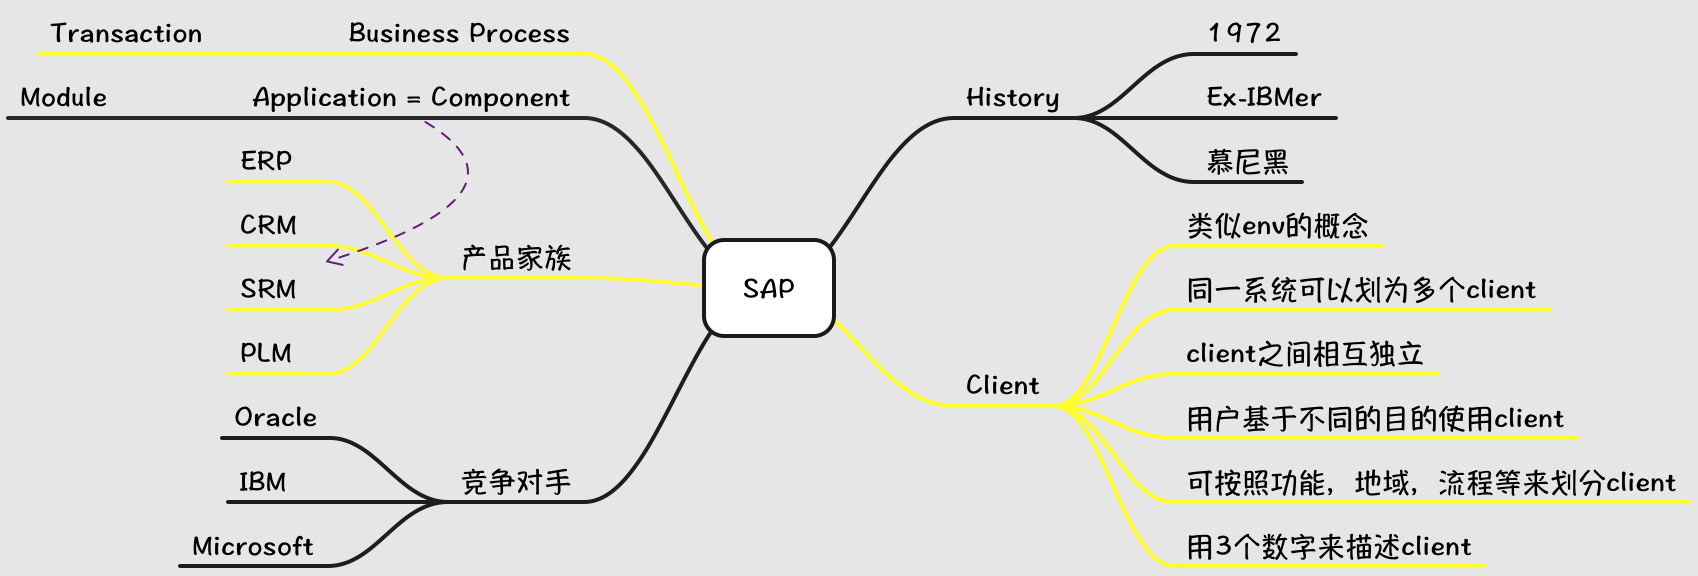 Transaction
Business Process
Module
Application = Component
ERP
CRM
SRM
PLM
产品家族
Oracle
IBM
Microsoft
竞争对手
SAP
History
1972
Ex-IBMer
慕尼黑
Client
类似env的概念
同一系统可以划为多个client
client之间相互独立
用户基于不同的目的使用client
可按照功能，地域，流程等来划分client
用3个数字来描述client